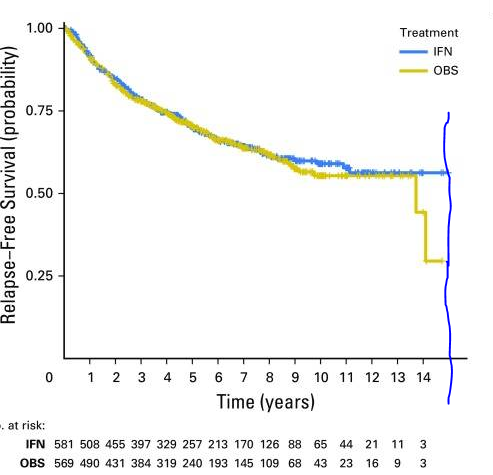 Treatment
IFN
OBS
Relapse–Free Survival (probability)
1.00
0.75
0.50
0.25
0 1 2 3 4 5 6 7 8 9 10 11 12 13 14
Time (years)
. at risk:
IFN 581 508 455 397 329 257 213 170 126 88 65 44 21 11 3
OBS 569 490 431 384 319 240 193 145 109 68 43 23 16 9 3